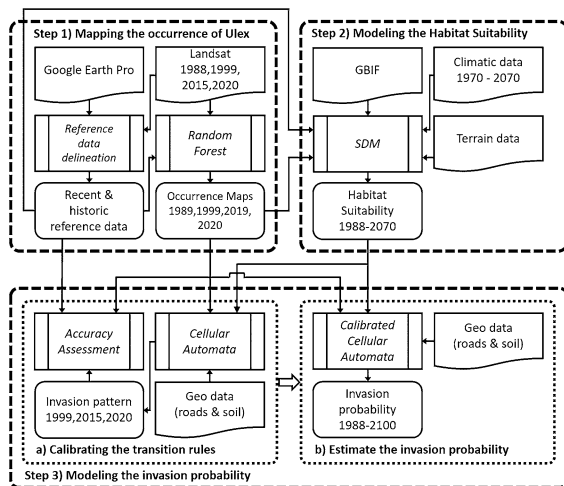 Step 1) Mapping the occurrence of Ulex
Google Earth Pro
Landsat
1988,1999,
2015,2020
Reference
data
delineation
Random
Forest
Recent &
historic
reference data
Occurrence Maps
1989,1999,2019,
2020
Step 2) Modeling the Habitat Suitability
GBIF
Climatic data
1970 - 2070
SDM
Terrain data
Habitat
Suitability
1988-2070
Accuracy
Assessment
Cellular
Automata
Invasion pattern
1999,2015,2020
Geo data
(roads & soil)
a) Calibrating the transition rules
Calibrated
Cellular
Automata
Geo data
(roads & soil)
Invasion
probability
1988-2100
b) Estimate the invasion probability
Step 3) Modeling the invasion probability